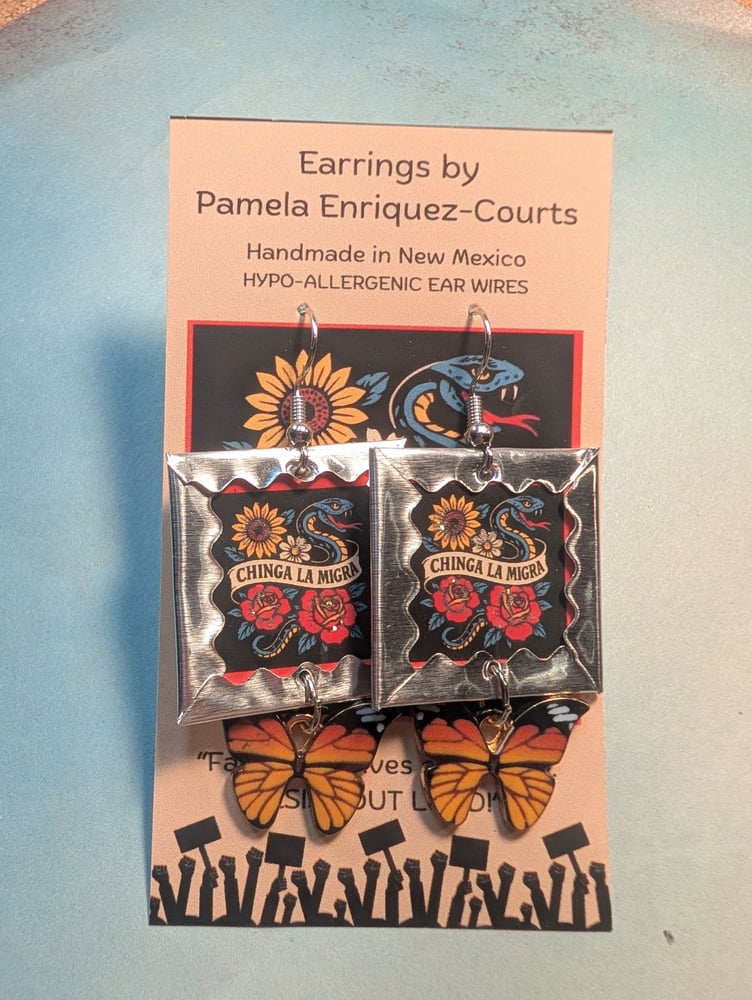 Earrings by
Pamela Enriquez-Courts
Handmade in New Mexico
HYPO-ALLERGENIC EAR WIRES
CHINGA LA MIGRA
CHINGA LA MIGRA
OUT